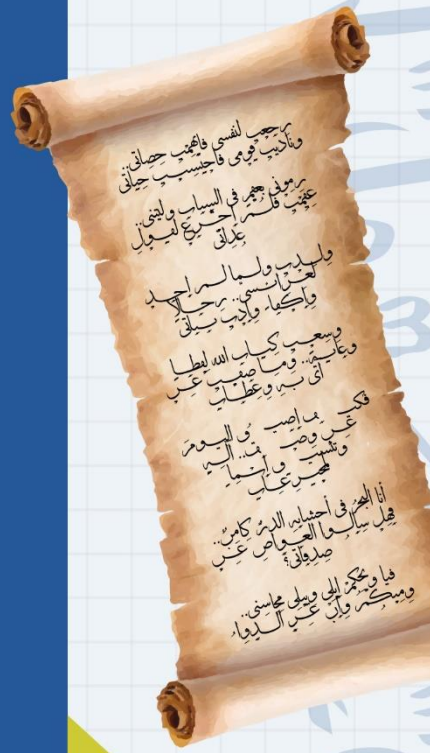 رجعت لنفسي فاتهمت حصاتي..
وناديت قومي فاحتسبت حياتي
رموني بعقم في الشباب وليتني..
عقمت فلم أجزع لقول
عداتي
ولدت ولما لم أجد
لعرائسي.. رجالا
وأكفاء وأدت بناتي
وسعت كتاب الله لفظا
وغاية.. وما ضقت عن
آي به وعظات
اليوم
عن
أنا البحر في أحشائه الدر كامن..
فهل سألوا الغواص عن
صدفاتي؟
فيا ويحكم أبلى وتبلى محاسني..
ومنكم وإن عز الدواء